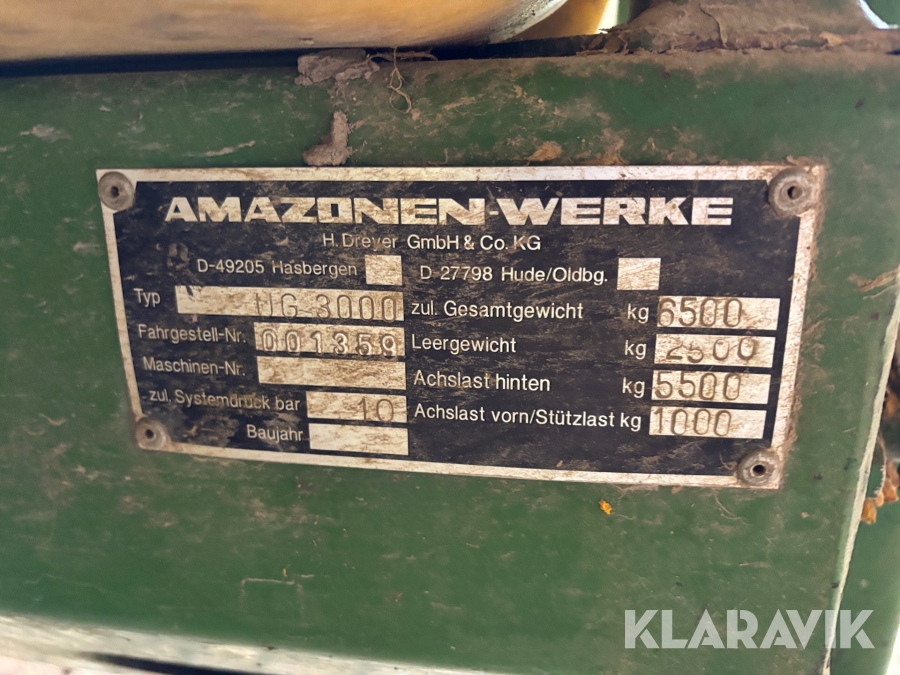 AMAZONEN-WERKE
H. Dreyer GmbH & Co. KG
D-49205 Hasbergen D 27798 Hude/Oldbg.
Typ UG 3000 zul. Gesamtgewicht kg 6500
Fahrgestell-Nr. 001359 Leergewicht kg 2500
Maschinen-Nr. Achslast hinten kg 5500
zul. Systemdruck bar 10 Achslast vorn/Stützlast kg 1000
Baujahr
KLARAVIK